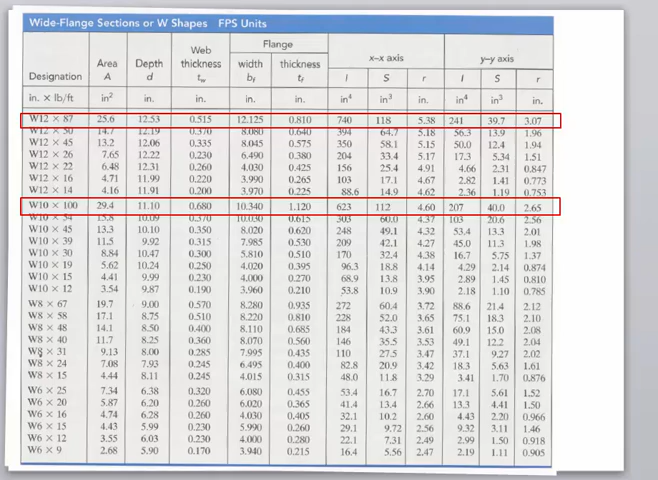 Wide-Flange Sections or W Shapes FPS Units
Flange
Web
x–x axis y–y axis
Area Depth thickness width thickness
Designation A d tw bf tf I S r I S r
in. × lb/ft in² in. in. in. in. in⁴ in³ in. in⁴ in³ in.
W12 × 87 25.6 12.53 0.515 12.125 0.810 740 118 5.38 241 39.7 3.07
W12 × 50 14.7 12.19 0.370 8.080 0.640 394 64.7 5.18 56.3 13.9 1.96
W12 × 45 13.2 12.06 0.335 8.045 0.575 350 58.1 5.15 50.0 12.4 1.94
W12 × 26 7.65 12.22 0.230 6.490 0.380 204 33.4 5.17 17.3 5.34 1.51
W12 × 22 6.48 12.31 0.260 4.030 0.425 156 25.4 4.91 4.66 2.31 0.847
W12 × 16 4.71 11.99 0.220 3.990 0.265 103 17.1 4.67 2.82 1.41 0.773
W12 × 14 4.16 11.91 0.200 3.970 0.225 88.6 14.9 4.62 2.36 1.19 0.753
W10 × 100 29.4 11.10 0.680 10.340 1.120 623 112 4.60 207 40.0 2.65
W10 × 54 15.8 10.09 0.370 10.030 0.615 303 60.0 4.37 103 20.6 2.56
W10 × 45 13.3 10.10 0.350 8.020 0.620 248 49.1 4.32 53.4 13.3 2.01
W10 × 39 11.5 9.92 0.315 7.985 0.530 209 42.1 4.27 45.0 11.3 1.98
W10 × 30 8.84 10.47 0.300 5.810 0.510 170 32.4 4.38 16.7 5.75 1.37
W10 × 19 5.62 10.24 0.250 4.020 0.395 96.3 18.8 4.14 4.29 2.14 0.874
W10 × 15 4.41 9.99 0.230 4.000 0.270 68.9 13.8 3.95 2.89 1.45 0.810
W10 × 12 3.54 9.87 0.190 3.960 0.210 53.8 10.9 3.90 2.18 1.10 0.785
W8 × 67 19.7 9.00 0.570 8.280 0.935 272 60.4 3.72 88.6 21.4 2.12
W8 × 58 17.1 8.75 0.510 8.220 0.810 228 52.0 3.65 75.1 18.3 2.10
W8 × 48 14.1 8.50 0.400 8.110 0.685 184 43.3 3.61 60.9 15.0 2.08
W8 × 40 11.7 8.25 0.360 8.070 0.560 146 35.5 3.53 49.1 12.2 2.04
W8 × 31 9.13 8.00 0.285 7.995 0.435 110 27.5 3.47 37.1 9.27 2.02
W8 × 24 7.08 7.93 0.245 6.495 0.400 82.8 20.9 3.42 18.3 5.63 1.61
W8 × 15 4.44 8.11 0.245 4.015 0.315 48.0 11.8 3.29 3.41 1.70 0.876
W6 × 25 7.34 6.38 0.320 6.080 0.455 53.4 16.7 2.70 17.1 5.61 1.52
W6 × 20 5.87 6.20 0.260 6.020 0.365 41.4 13.4 2.66 13.3 4.41 1.50
W6 × 16 4.74 6.28 0.260 4.030 0.405 32.1 10.2 2.60 4.43 2.20 0.966
W6 × 15 4.43 5.99 0.230 5.990 0.260 29.1 9.72 2.56 9.32 3.11 1.46
W6 × 12 3.55 6.03 0.230 4.000 0.280 22.1 7.31 2.49 2.99 1.50 0.918
W6 × 9 2.68 5.90 0.170 3.940 0.215 16.4 5.56 2.47 2.19 1.11 0.905